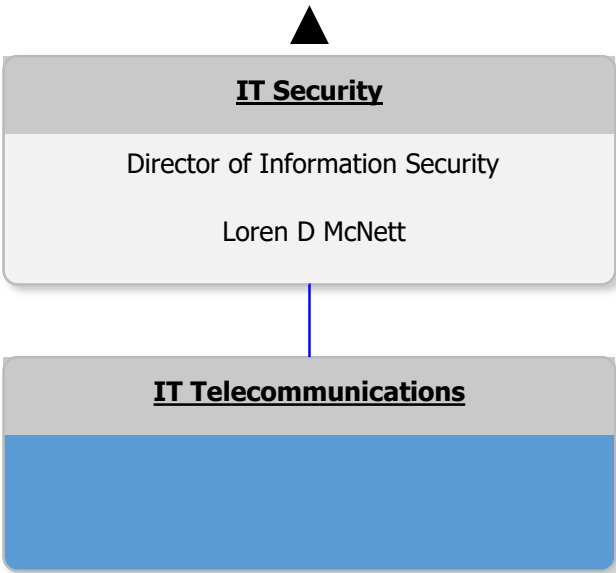 IT Security
Director of Information Security
Loren D McNett
IT Telecommunications